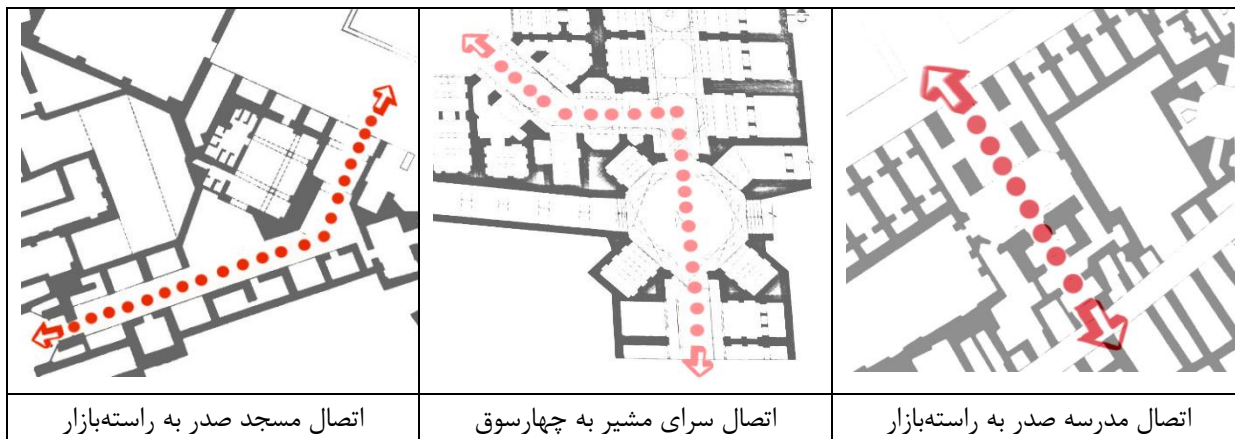 اتصال مدرسه صدر به راسته‌بازار
اتصال سرای مشیر به چهارسوق
اتصال مسجد صدر به راسته‌بازار